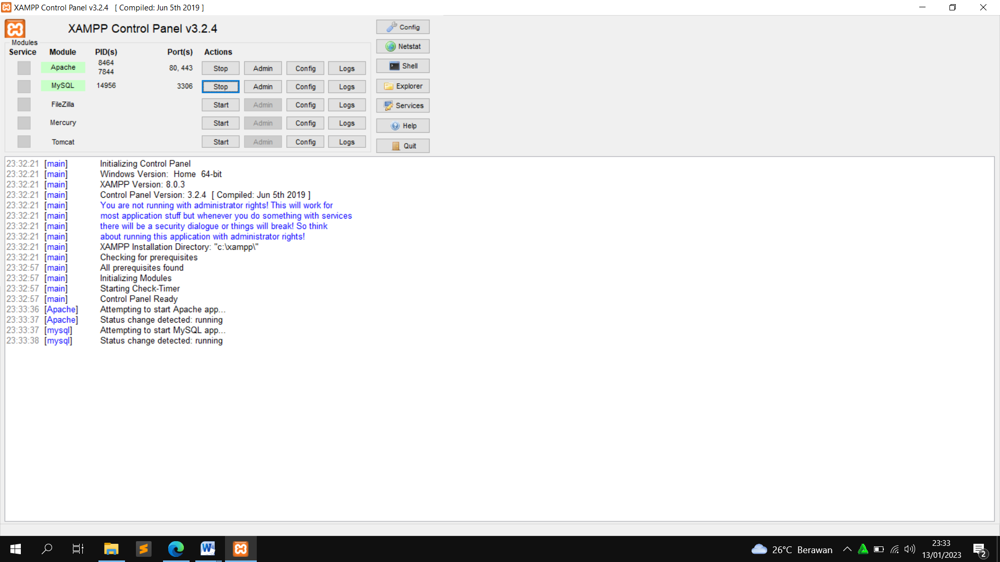 XAMPP Control Panel v3.2.4 [ Compiled: Jun 5th 2019 ]
XAMPP Control Panel v3.2.4
Config
Modules
Netstat
Service Module PID(s) Port(s) Actions
Apache 8464 7844 80, 443 Stop Admin Config Logs
Shell
MySQL 14956 3306 Stop Admin Config Logs
Explorer
FileZilla Start Admin Config Logs
Services
Mercury Start Admin Config Logs
Help
Tomcat Start Admin Config Logs
Quit
23:32:21 [main] Initializing Control Panel
23:32:21 [main] Windows Version: Home 64-bit
23:32:21 [main] XAMPP Version: 8.0.3
23:32:21 [main] Control Panel Version: 3.2.4 [ Compiled: Jun 5th 2019 ]
23:32:21 [main] You are not running with administrator rights! This will work for
23:32:21 [main] most application stuff but whenever you do something with services
23:32:21 [main] there will be a security dialogue or things will break! So think
23:32:21 [main] about running this application with administrator rights!
23:32:21 [main] XAMPP Installation Directory: "c:\xampp\"
23:32:21 [main] Checking for prerequisites
23:32:57 [main] All prerequisites found
23:32:57 [main] Initializing Modules
23:32:57 [main] Starting Check-Timer
23:32:57 [main] Control Panel Ready
23:33:36 [Apache] Attempting to start Apache app...
23:33:37 [Apache] Status change detected: running
23:33:37 [mysql] Attempting to start MySQL app...
23:33:38 [mysql] Status change detected: running
26°C Berawan
23:33
13/01/2023
2